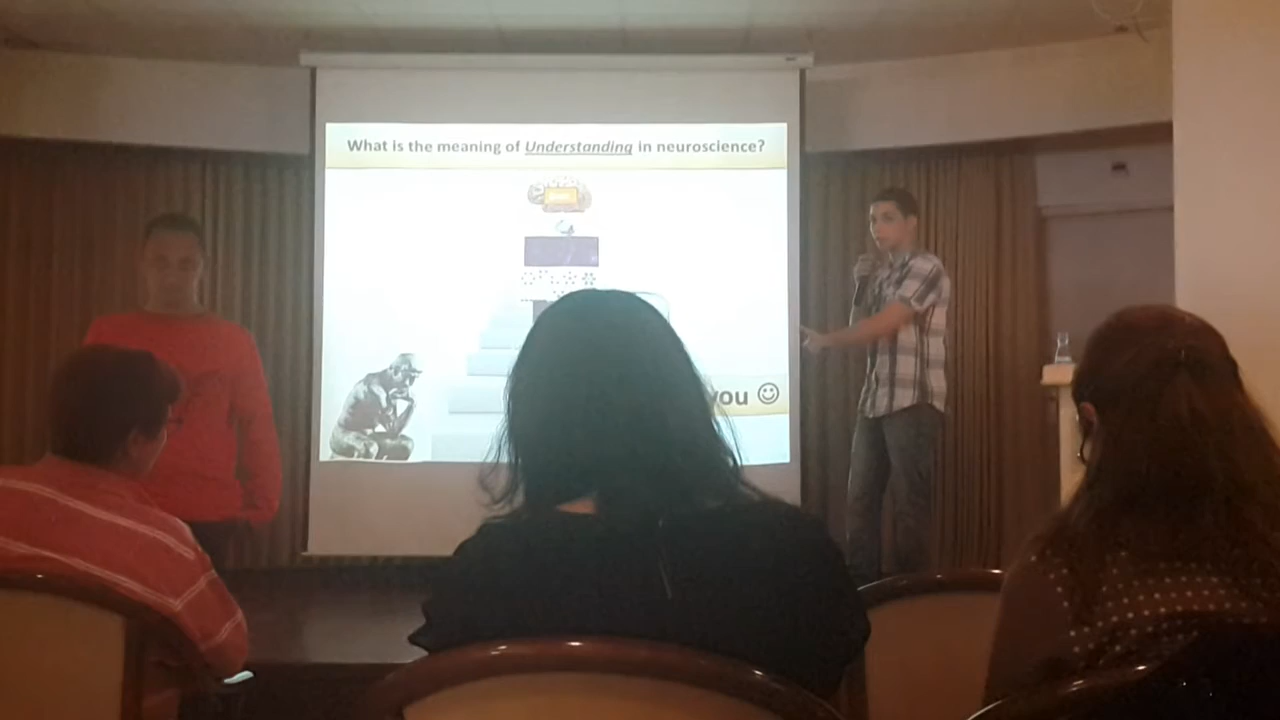 What is the meaning of Understanding in neuroscience?
you ☺